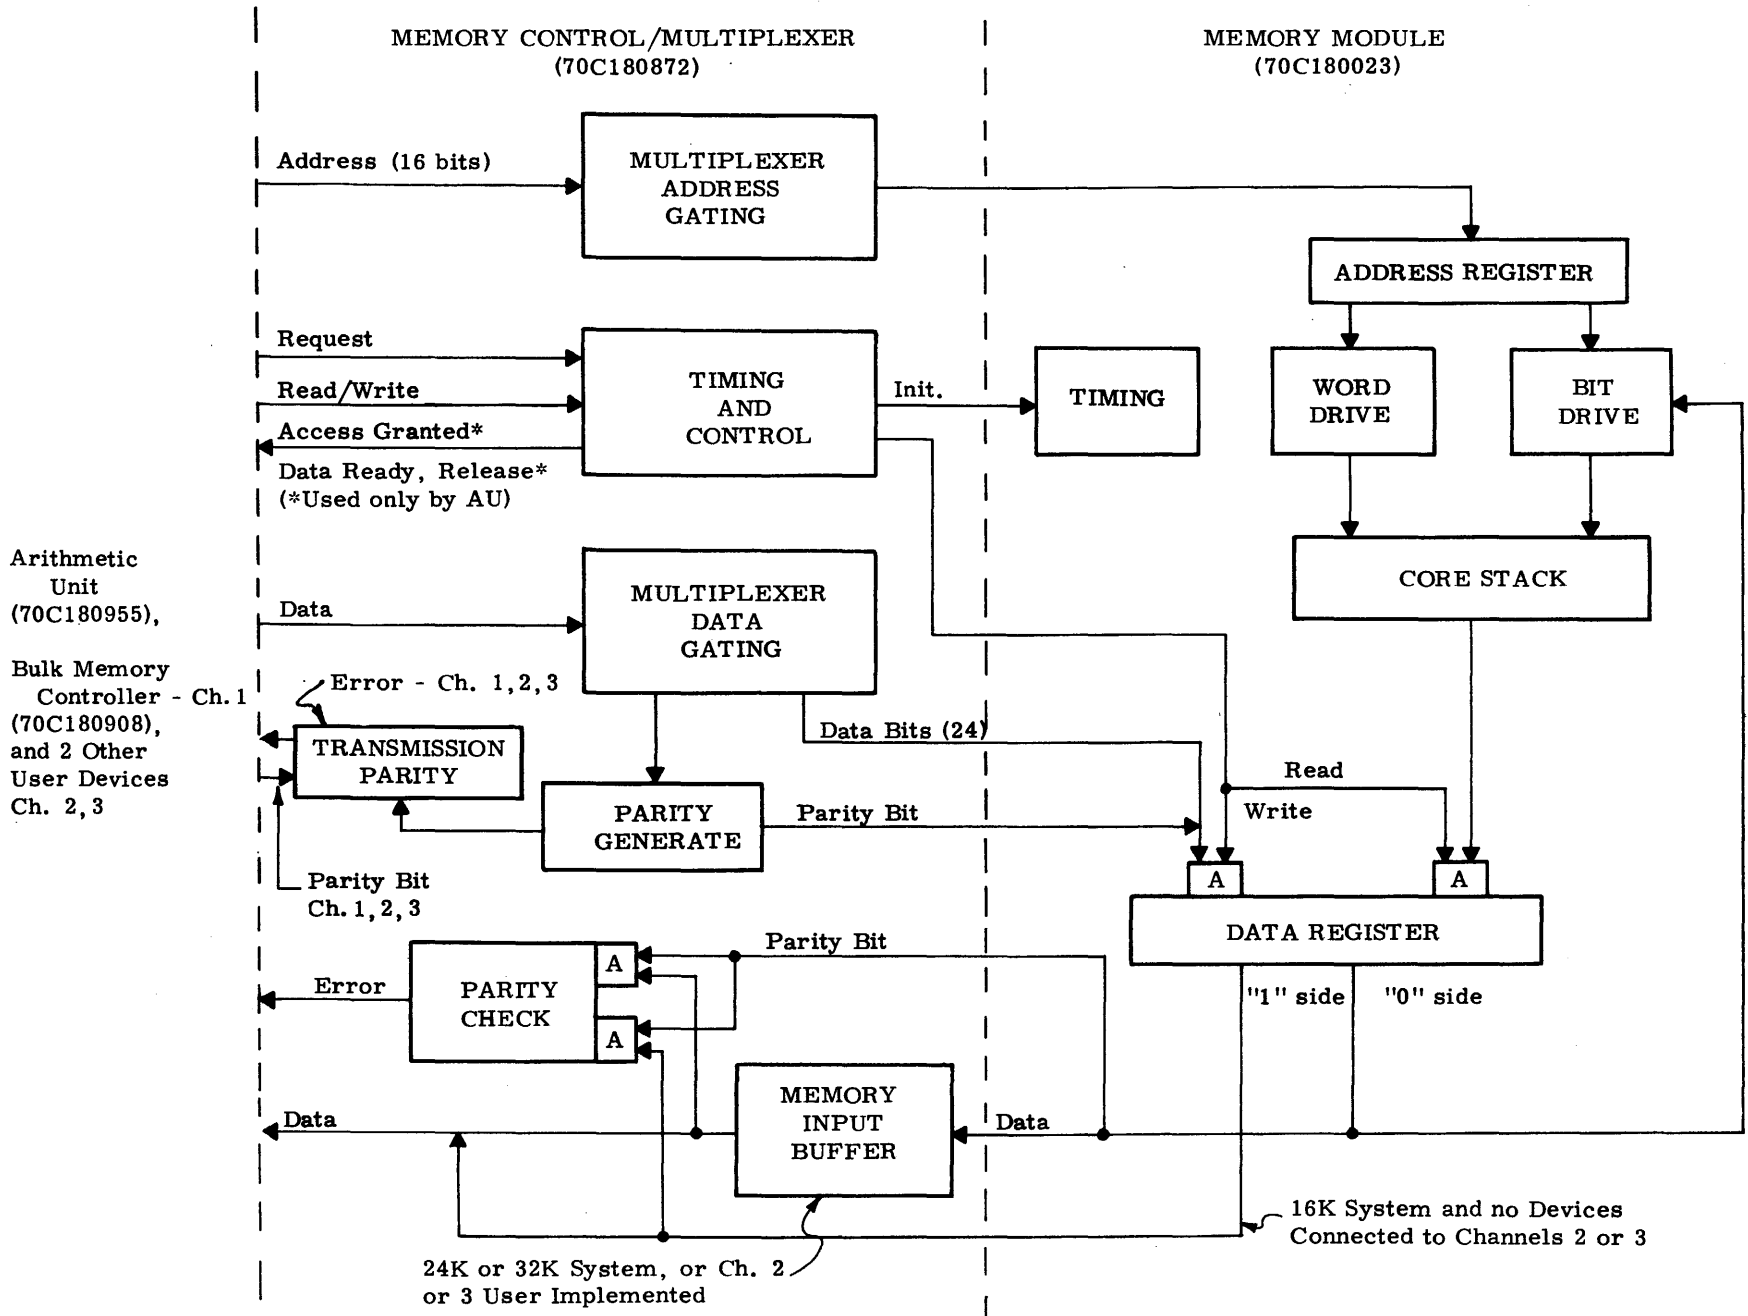 MEMORY CONTROL/MULTIPLEXER
(70C180872)
MEMORY MODULE
(70C180023)
Address (16 bits)
MULTIPLEXER
ADDRESS
GATING
ADDRESS REGISTER
Request
Read/Write
Access Granted*
Data Ready, Release*
(*Used only by AU)
TIMING
AND
CONTROL
Init.
TIMING
WORD
DRIVE
BIT
DRIVE
CORE STACK
Arithmetic
Unit
(70C180955),
Bulk Memory
Controller - Ch. 1
(70C180908),
and 2 Other
User Devices
Ch. 2,3
Data
MULTIPLEXER
DATA
GATING
Error - Ch. 1,2,3
TRANSMISSION
PARITY
Data Bits (24)
PARITY
GENERATE
Parity Bit
Read
Write
Parity Bit
Ch. 1,2,3
A
A
DATA REGISTER
"1" side
"0" side
Parity Bit
A
A
PARITY
CHECK
Error
Data
MEMORY
INPUT
BUFFER
Data
16K System and no Devices
Connected to Channels 2 or 3
24K or 32K System, or Ch. 2
or 3 User Implemented